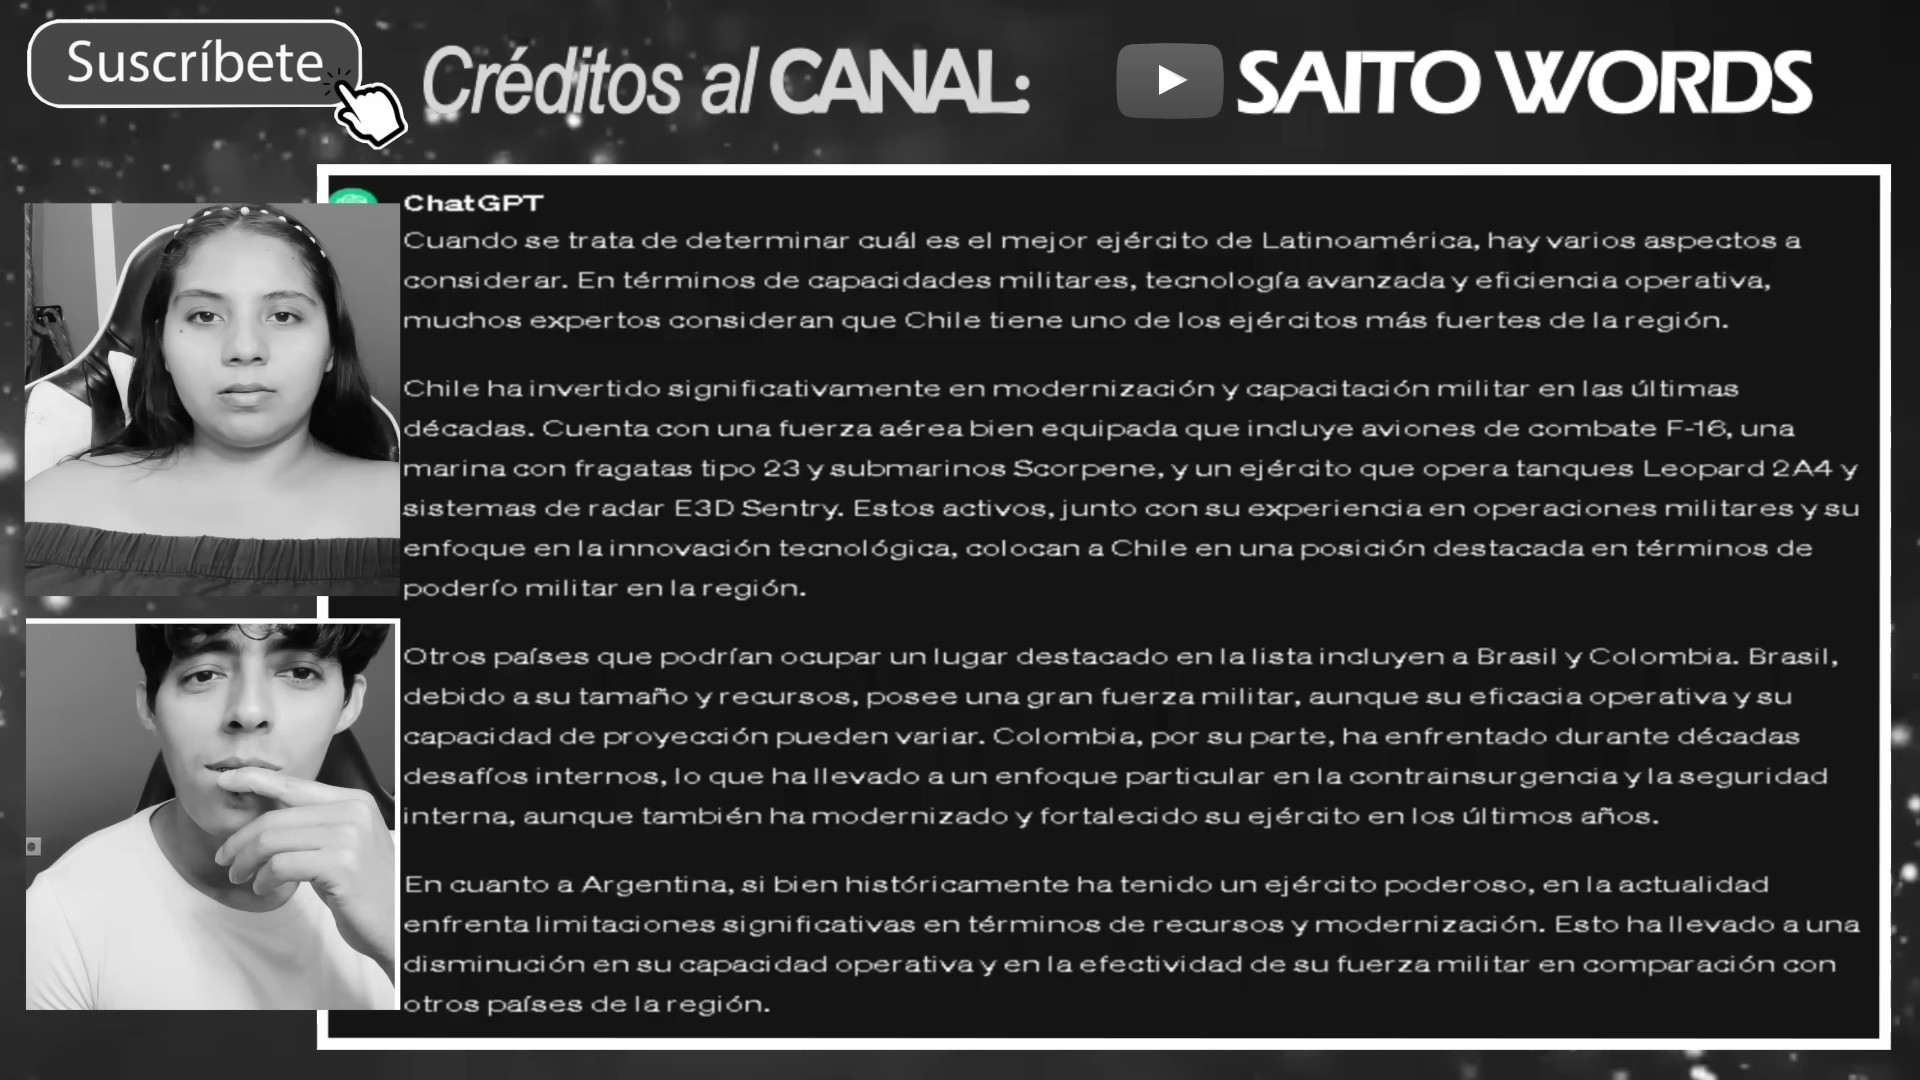 Suscríbete
Créditos al CANAL:
SAITO WORDS
ChatGPT
Cuando se trata de determinar cuál es el mejor ejército de Latinoamérica, hay varios aspectos a
considerar. En términos de capacidades militares, tecnología avanzada y eficiencia operativa,
muchos expertos consideran que Chile tiene uno de los ejércitos más fuertes de la región.
Chile ha invertido significativamente en modernización y capacitación militar en las últimas
décadas. Cuenta con una fuerza aérea bien equipada que incluye aviones de combate F-16, una
marina con fragatas tipo 23 y submarinos Scorpene, y un ejército que opera tanques Leopard 2A4 y
sistemas de radar E3D Sentry. Estos activos, junto con su experiencia en operaciones militares y su
enfoque en la innovación tecnológica, colocan a Chile en una posición destacada en términos de
poderío militar en la región.
Otros países que podrían ocupar un lugar destacado en la lista incluyen a Brasil y Colombia. Brasil,
debido a su tamaño y recursos, posee una gran fuerza militar, aunque su eficacia operativa y su
capacidad de proyección pueden variar. Colombia, por su parte, ha enfrentado durante décadas
desafíos internos, lo que ha llevado a un enfoque particular en la contrainsurgencia y la seguridad
interna, aunque también ha modernizado y fortalecido su ejército en los últimos años.
En cuanto a Argentina, si bien históricamente ha tenido un ejército poderoso, en la actualidad
enfrenta limitaciones significativas en términos de recursos y modernización. Esto ha llevado a una
disminución en su capacidad operativa y en la efectividad de su fuerza militar en comparación con
otros países de la región.